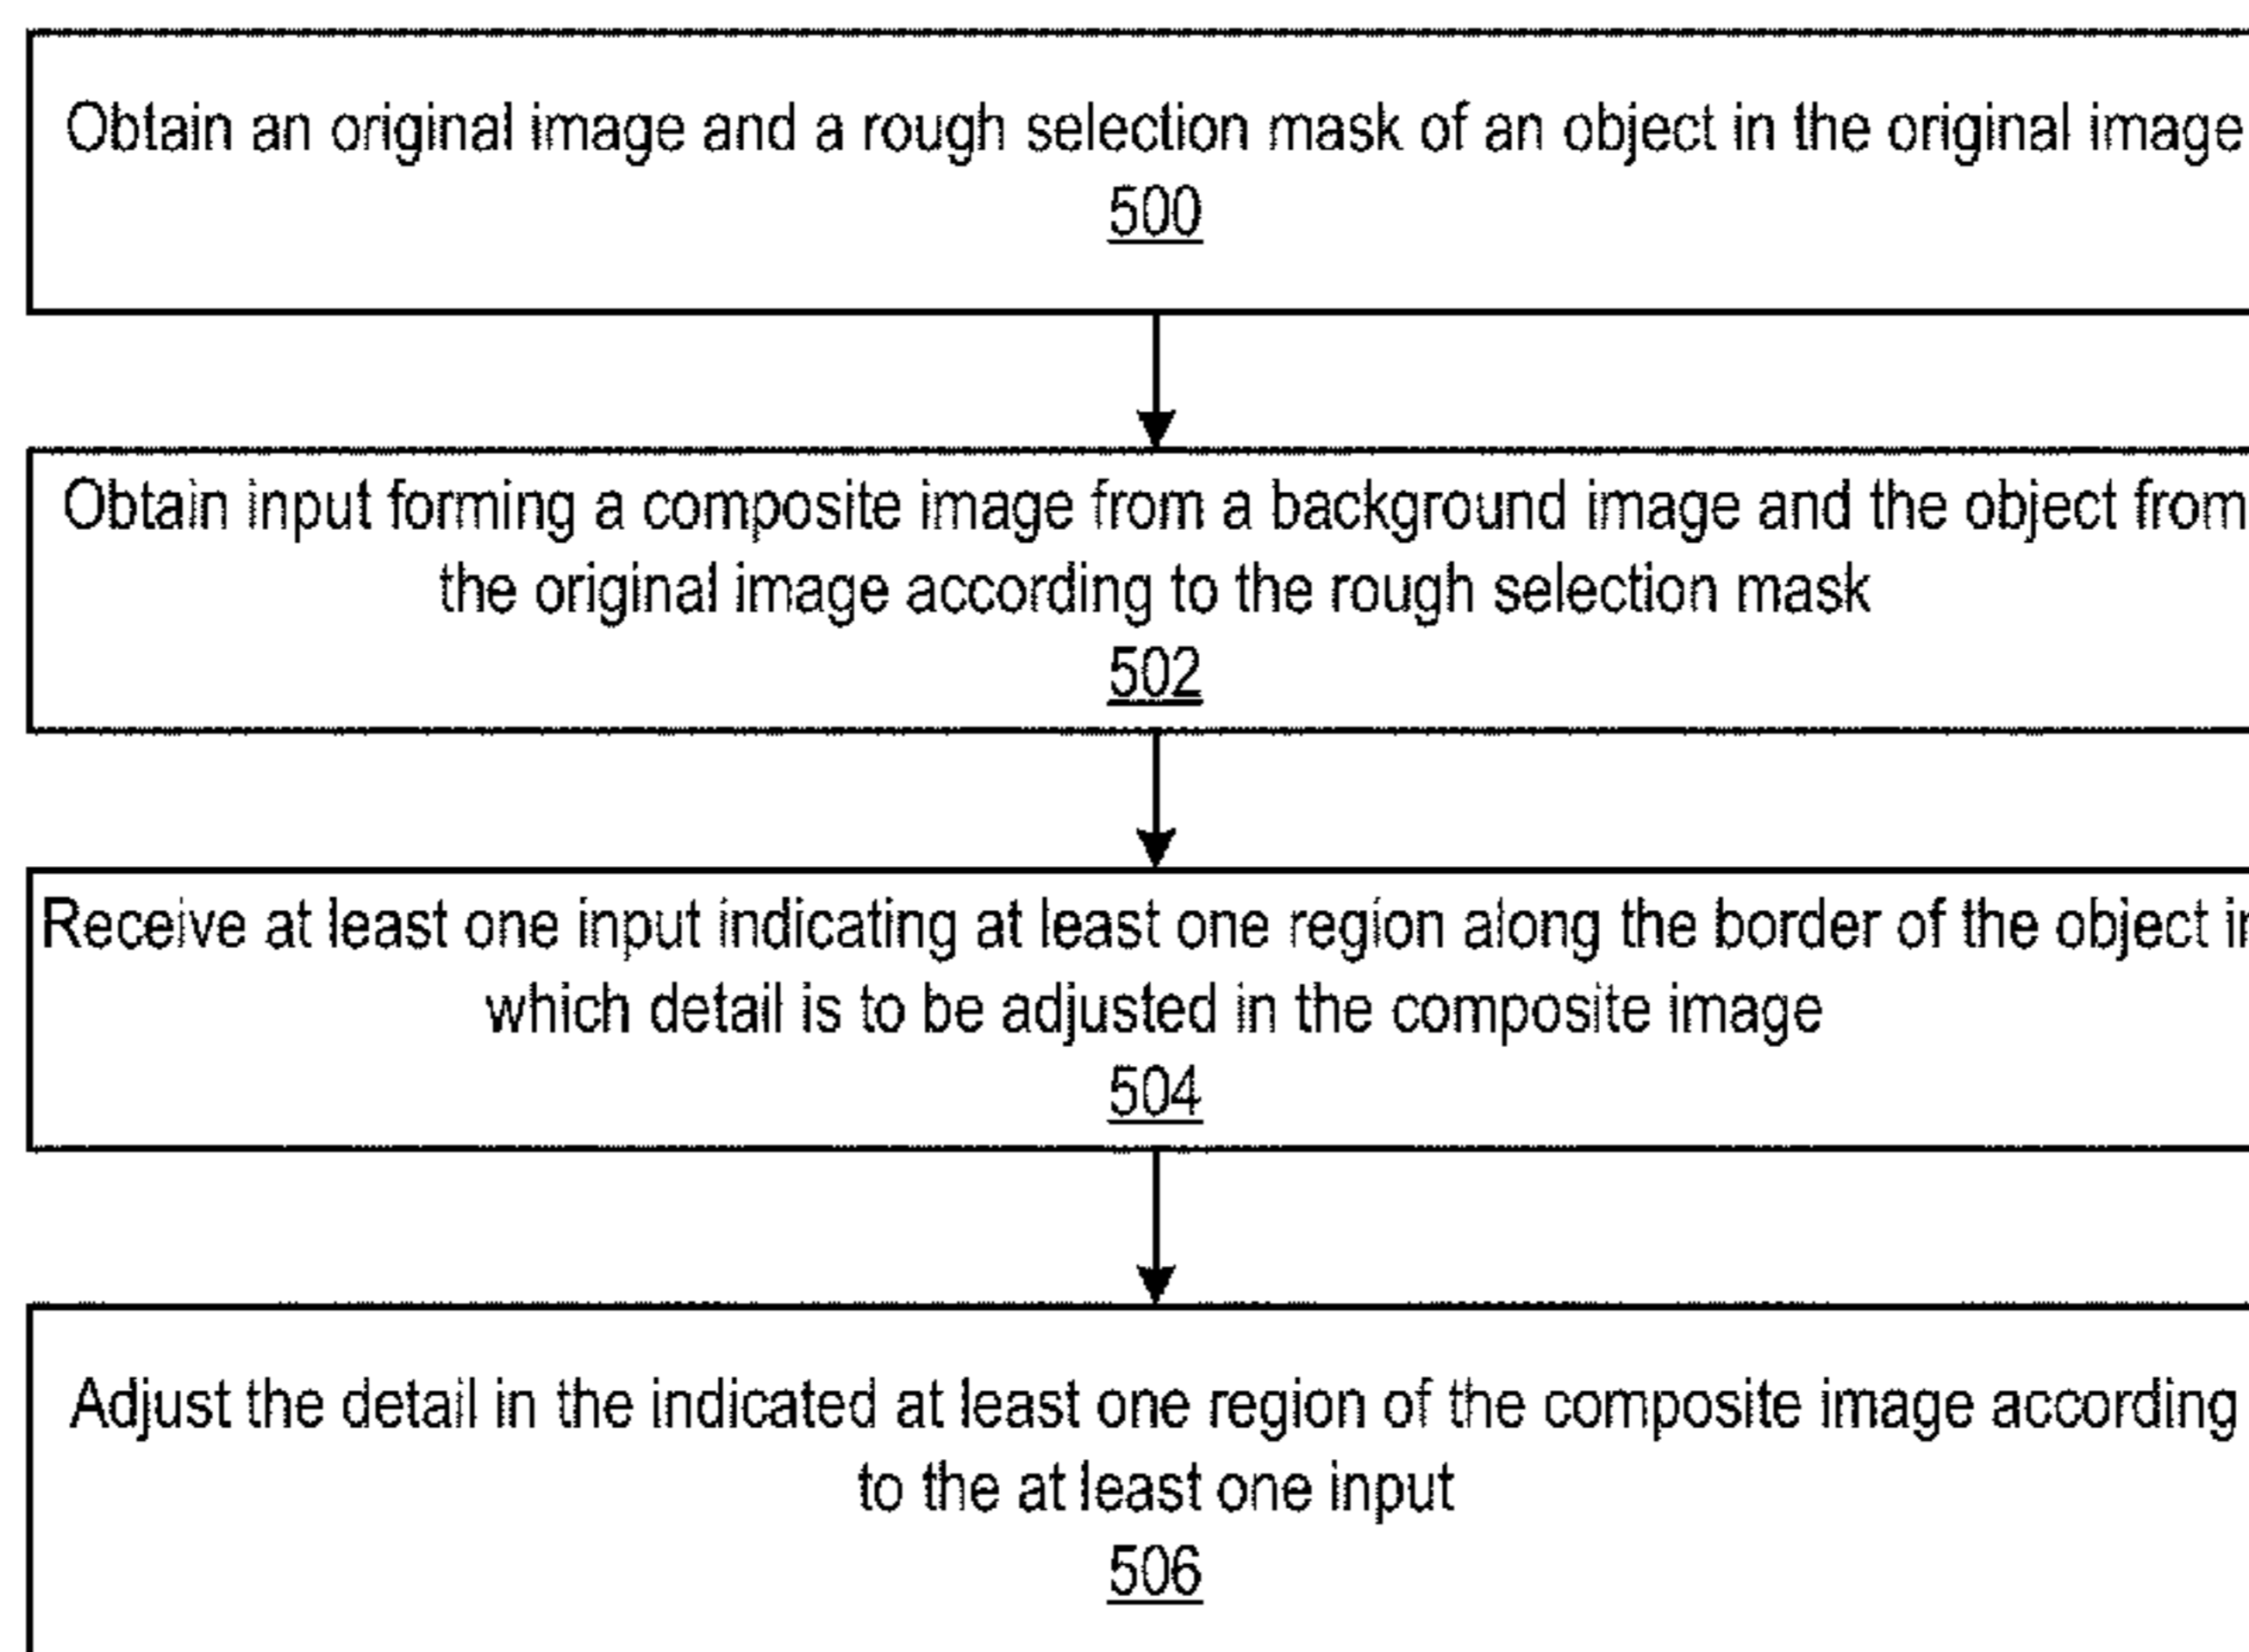 Obtain an original image and a rough selection mask of an object in the original image
500
Obtain input forming a composite image from a background image and the object from
the original image according to the rough selection mask
502
Receive at least one input indicating at least one region along the border of the object in
which detail is to be adjusted in the composite image
504
Adjust the detail in the indicated at least one region of the composite image according
to the at least one input
506